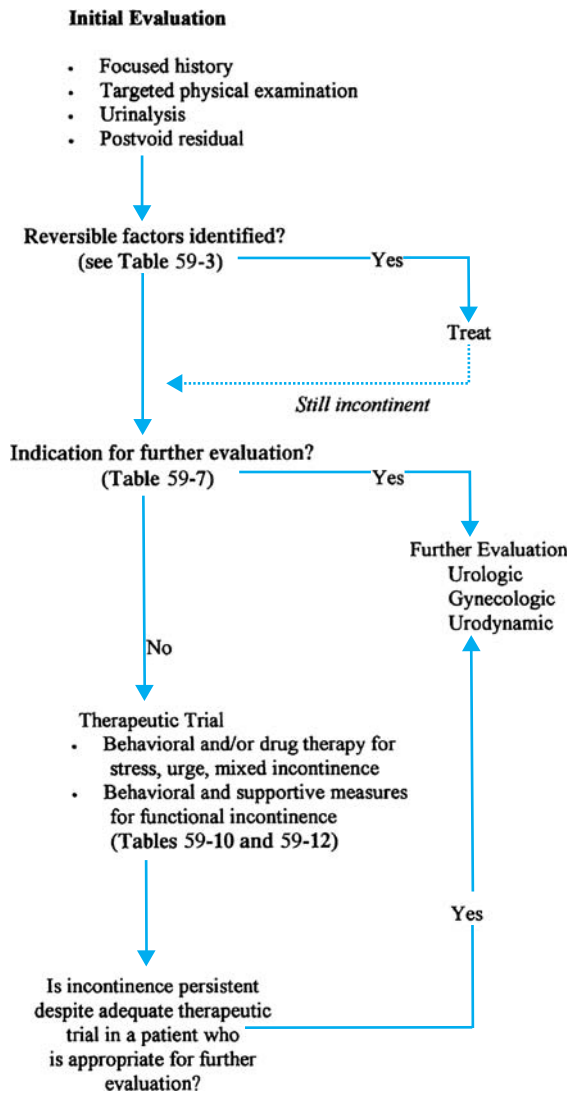 Initial Evaluation
• Focused history
• Targeted physical examination
• Urinalysis
• Postvoid residual
Reversible factors identified?
(see Table 59-3)
Yes
Treat
Still incontinent
Indication for further evaluation?
(Table 59-7)
Yes
Further Evaluation
Urologic
Gynecologic
Urodynamic
No
Therapeutic Trial
• Behavioral and/or drug therapy for
stress, urge, mixed incontinence
• Behavioral and supportive measures
for functional incontinence
(Tables 59-10 and 59-12)
Yes
Is incontinence persistent
despite adequate therapeutic
trial in a patient who
is appropriate for further
evaluation?